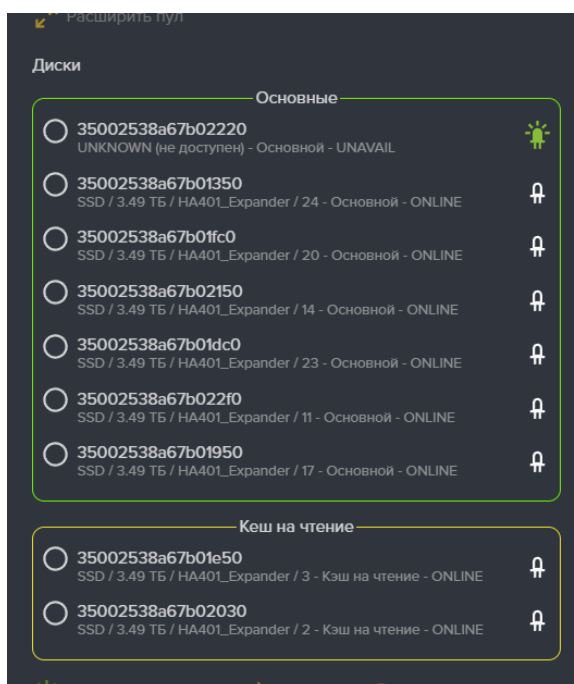 Расширить пул
Диски
Основные
35002538a67b02220
UNKNOWN (не доступен) - Основной - UNAVAIL
35002538a67b01350
SSD / 3.49 ТБ / HA401_Expander / 24 - Основной - ONLINE
35002538a67b01fc0
SSD / 3.49 ТБ / HA401_Expander / 20 - Основной - ONLINE
35002538a67b02150
SSD / 3.49 ТБ / HA401_Expander / 14 - Основной - ONLINE
35002538a67b01dc0
SSD / 3.49 ТБ / HA401_Expander / 23 - Основной - ONLINE
35002538a67b022f0
SSD / 3.49 ТБ / HA401_Expander / 11 - Основной - ONLINE
35002538a67b01950
SSD / 3.49 ТБ / HA401_Expander / 17 - Основной - ONLINE
Кеш на чтение
35002538a67b01e50
SSD / 3.49 ТБ / HA401_Expander / 3 - Кэш на чтение - ONLINE
35002538a67b02030
SSD / 3.49 ТБ / HA401_Expander / 2 - Кэш на чтение - ONLINE